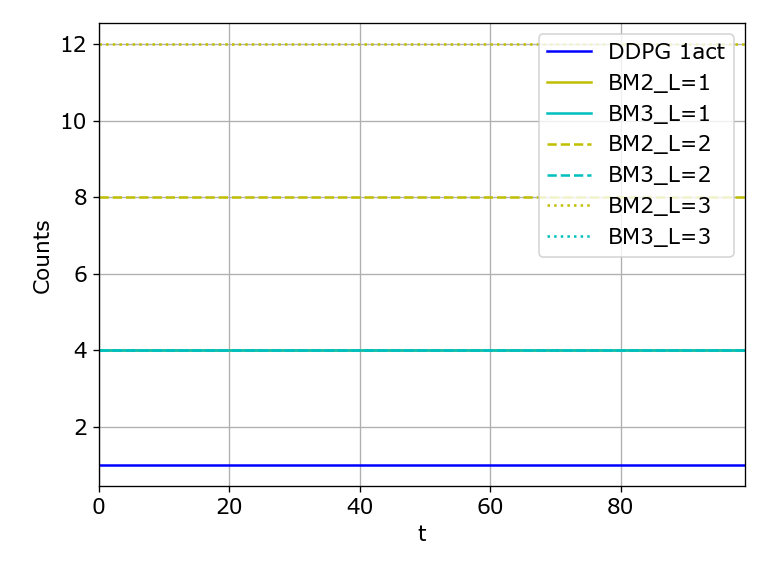 12
10
8
6
4
2
Counts
0
20
40
60
80
t
DDPG 1act
BM2_L=1
BM3_L=1
BM2_L=2
BM3_L=2
BM2_L=3
BM3_L=3